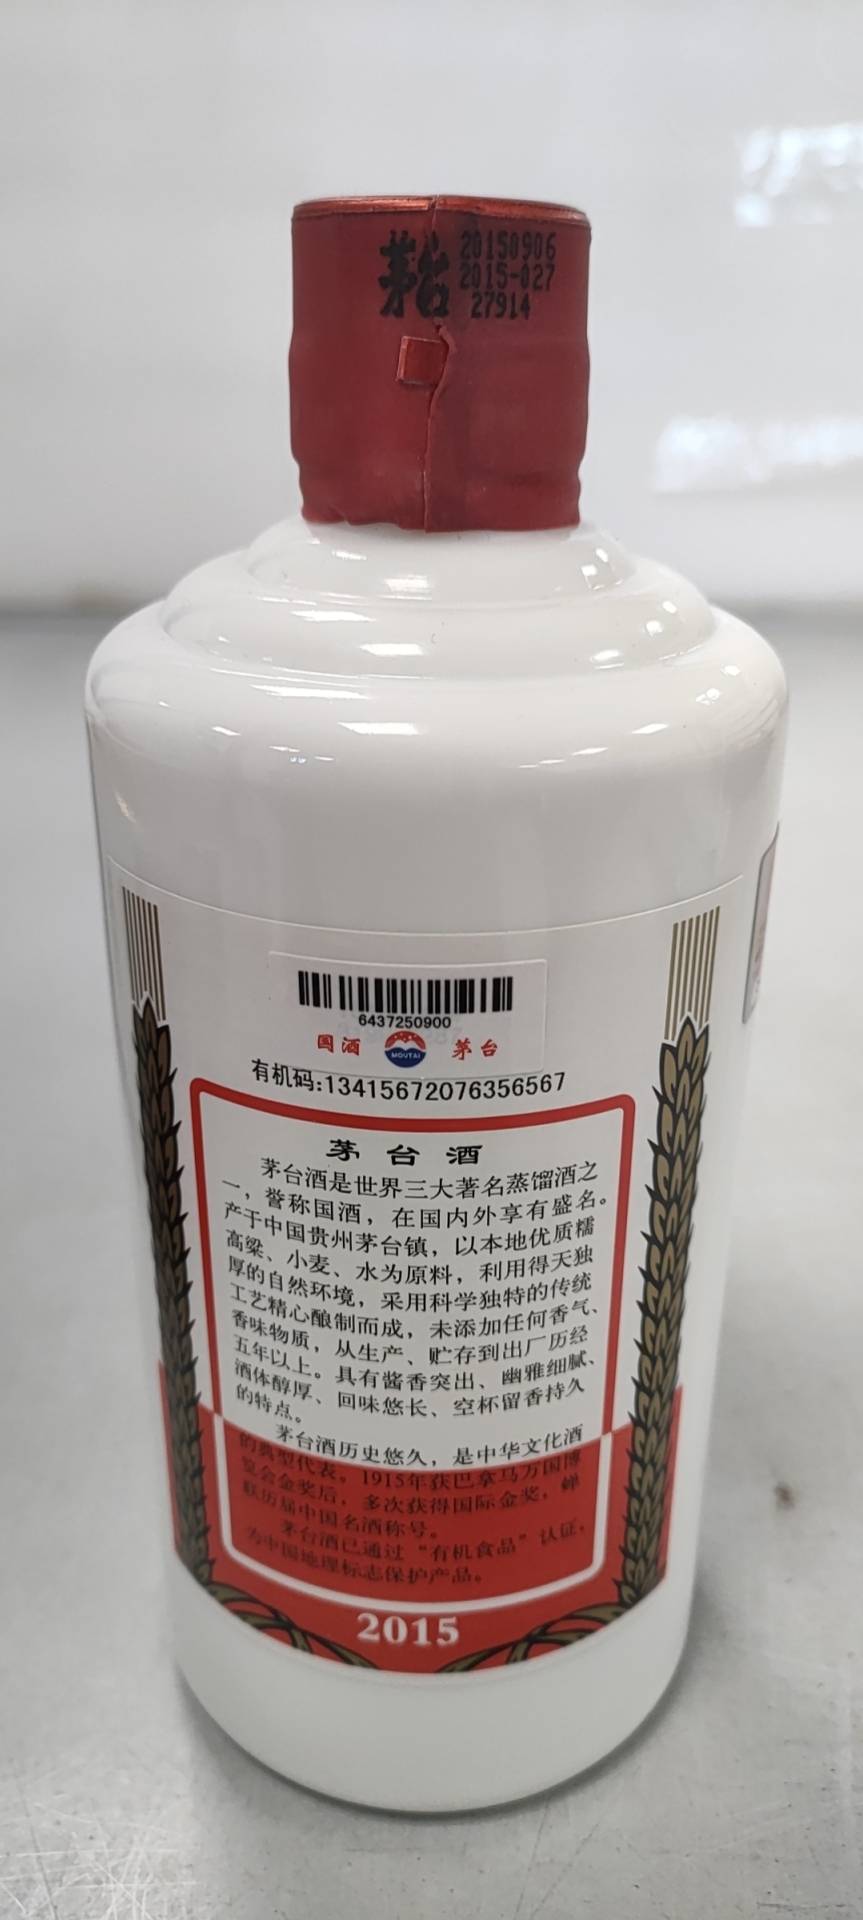 茅台
20150906
2015-027
27914
6437250900
国酒
MOUTAI
茅台
有机码:13415672076356567
茅台酒
茅台酒是世界三大著名蒸馏酒之
一，誉称国酒，在国内外享有盛名。
产于中国贵州茅台镇，以本地优质糯
高粱、小麦、水为原料，利用得天独
厚的自然环境，采用科学独特的传统
工艺精心酿制而成，未添加任何香气、
香味物质，从生产、贮存到出厂历经
五年以上。具有酱香突出、幽雅细腻、
酒体醇厚、回味悠长、空杯留香持久
的特点。
茅台酒历史悠久，是中华文化酒
的典型代表。1915年获巴拿马万国博
览会金奖后，多次获得国际金奖，蝉
联历届中国名酒称号。
茅台酒已通过“有机食品”认证，
为中国地理标志保护产品。
2015